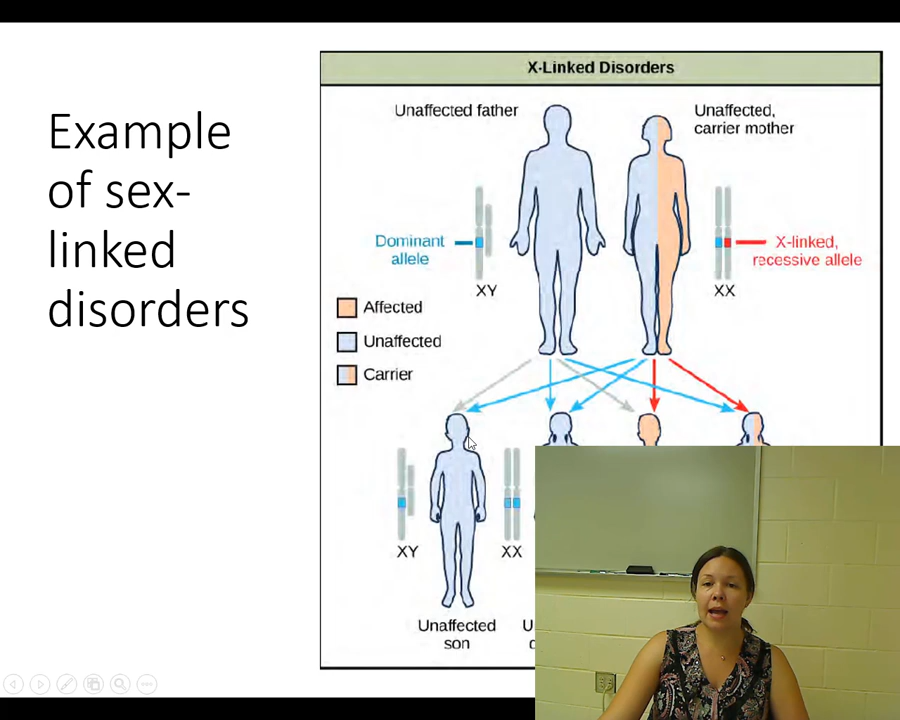 Example
of sex-
linked
disorders
X-Linked Disorders
Unaffected father
Unaffected,
carrier mother
Dominant
allele
X-linked,
recessive allele
XY
XX
Affected
Unaffected
Carrier
XY
XX
Unaffected
son